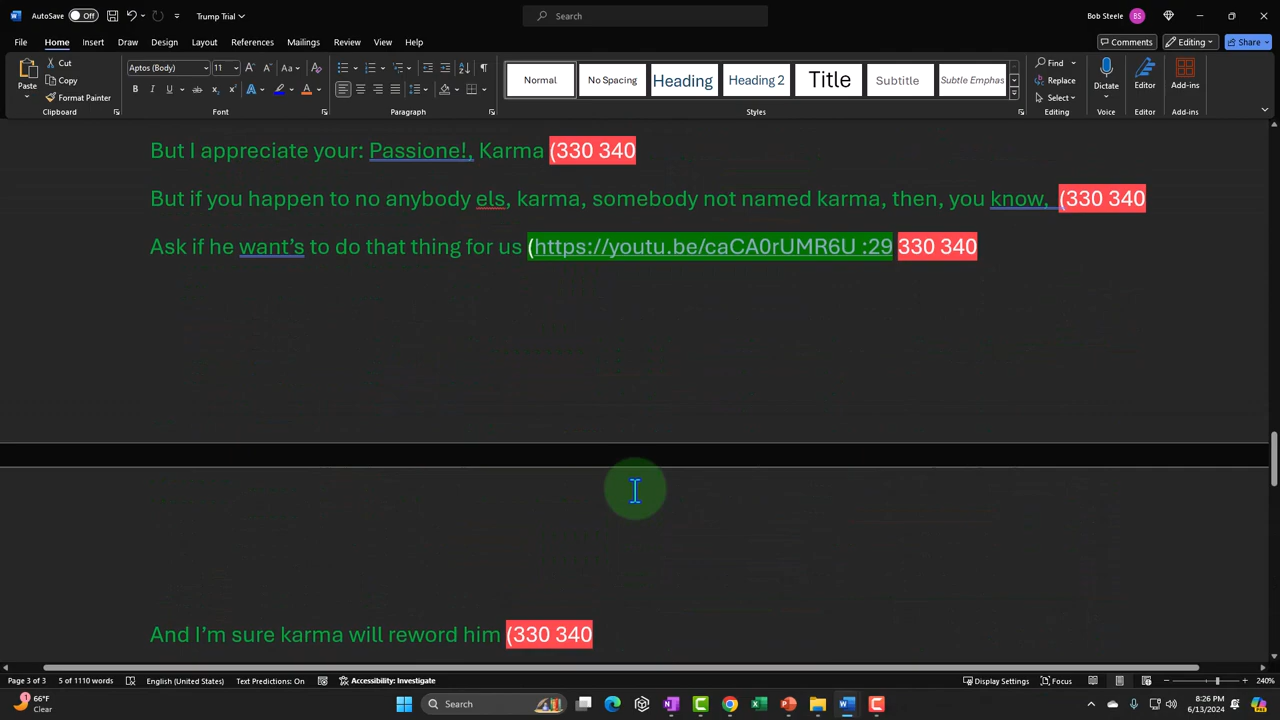 AutoSave Off Trump Trial Search Bob Steele BS
File Home Insert Draw Design Layout References Mailings Review View Help Comments Editing Share
Paste Cut Copy Format Painter Clipboard
Aptos (Body) 11 Font Paragraph
Normal No Spacing Heading Heading 2 Title Subtitle Subtle Emphas Styles
Find Replace Select Editing Dictate Voice Editor Editor Add-ins Add-ins
But I appreciate your: Passione!, Karma (330 340
But if you happen to no anybody els, karma, somebody not named karma, then, you know, (330 340
Ask if he want's to do that thing for us (https://youtu.be/caCA0rUMR6U :29 330 340
And I'm sure karma will reword him (330 340
Page 3 of 3 5 of 1110 words English (United States) Text Predictions: On Accessibility: Investigate Display Settings Focus 240%
66°F Clear Search 8:26 PM 6/13/2024